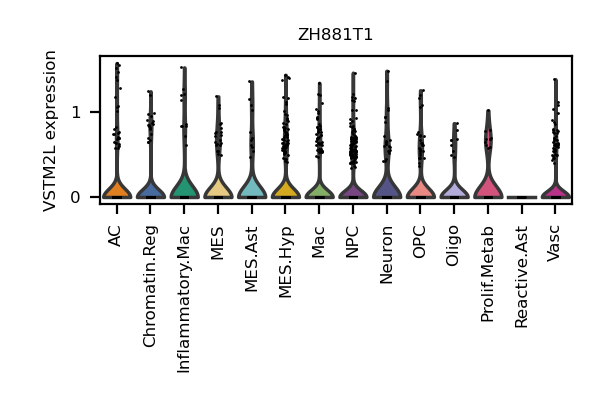 ZH881T1
VSTM2L expression
1
0
AC
Chromatin.Reg
Inflammatory.Mac
MES
MES.Ast
MES.Hyp
Mac
NPC
Neuron
OPC
Oligo
Prolif.Metab
Reactive.Ast
Vasc